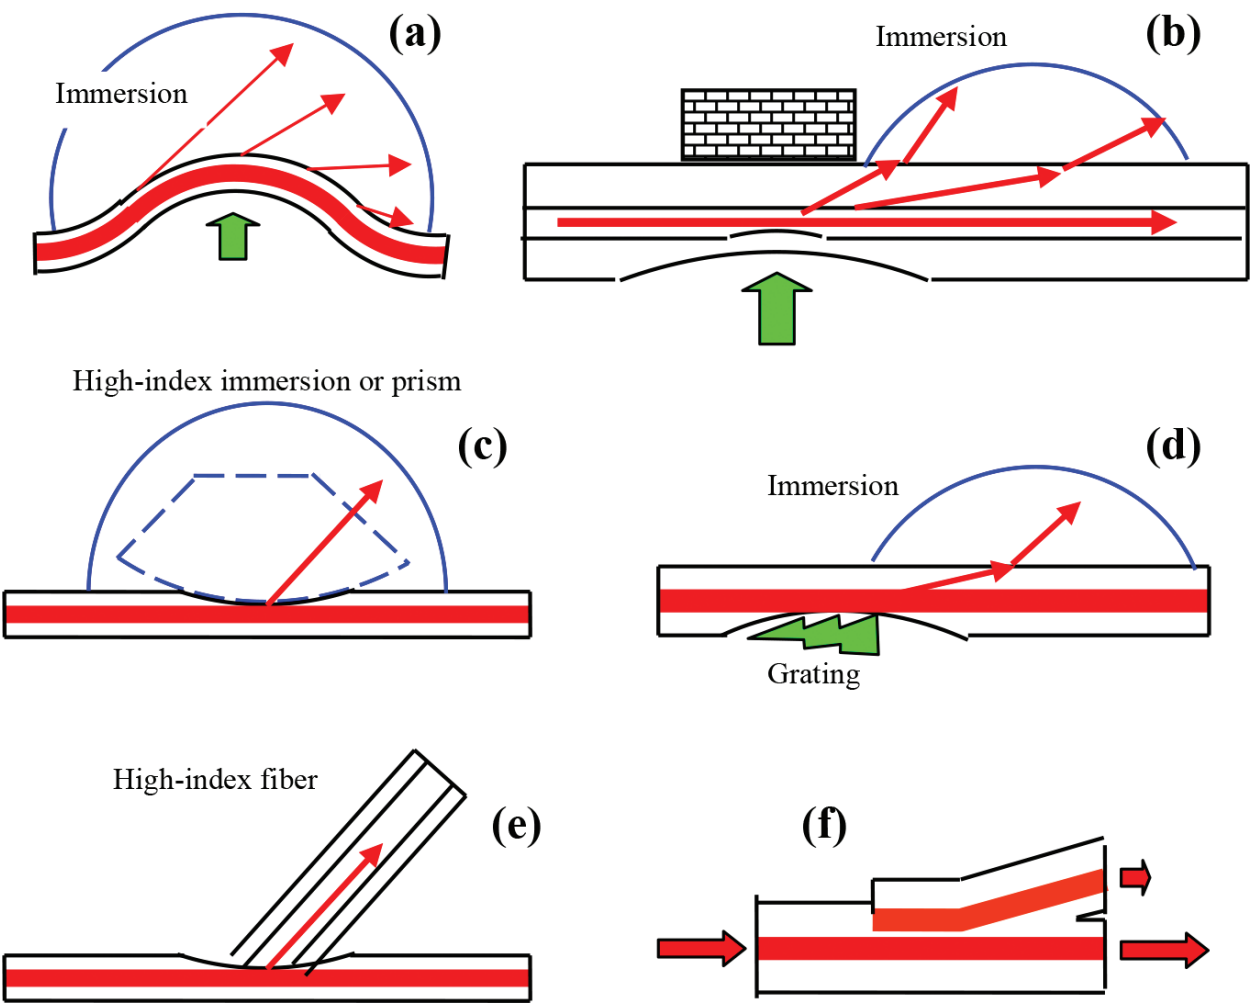 (a)
Immersion
(b)
Immersion
High-index immersion or prism
(c)
(d)
Immersion
Grating
High-index fiber
(e)
(f)